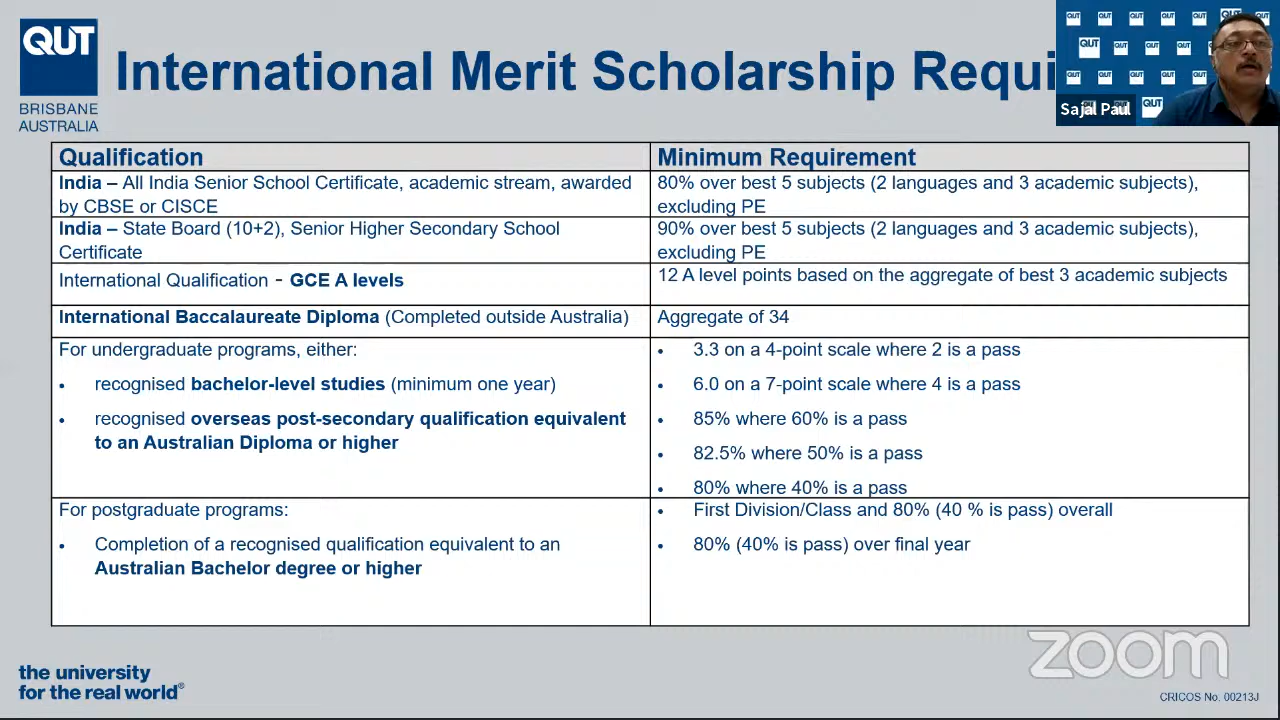 QUT
BRISBANE
AUSTRALIA
International Merit Scholarship Requi
Sajal Paul
Qualification
Minimum Requirement
India – All India Senior School Certificate, academic stream, awarded
by CBSE or CISCE
80% over best 5 subjects (2 languages and 3 academic subjects),
excluding PE
India – State Board (10+2), Senior Higher Secondary School
Certificate
90% over best 5 subjects (2 languages and 3 academic subjects),
excluding PE
International Qualification - GCE A levels
12 A level points based on the aggregate of best 3 academic subjects
International Baccalaureate Diploma (Completed outside Australia)
Aggregate of 34
For undergraduate programs, either:
• recognised bachelor-level studies (minimum one year)
• recognised overseas post-secondary qualification equivalent
to an Australian Diploma or higher
• 3.3 on a 4-point scale where 2 is a pass
• 6.0 on a 7-point scale where 4 is a pass
• 85% where 60% is a pass
• 82.5% where 50% is a pass
• 80% where 40% is a pass
For postgraduate programs:
• Completion of a recognised qualification equivalent to an
Australian Bachelor degree or higher
• First Division/Class and 80% (40 % is pass) overall
• 80% (40% is pass) over final year
the university
for the real world®
zoom
CRICOS No. 00213J